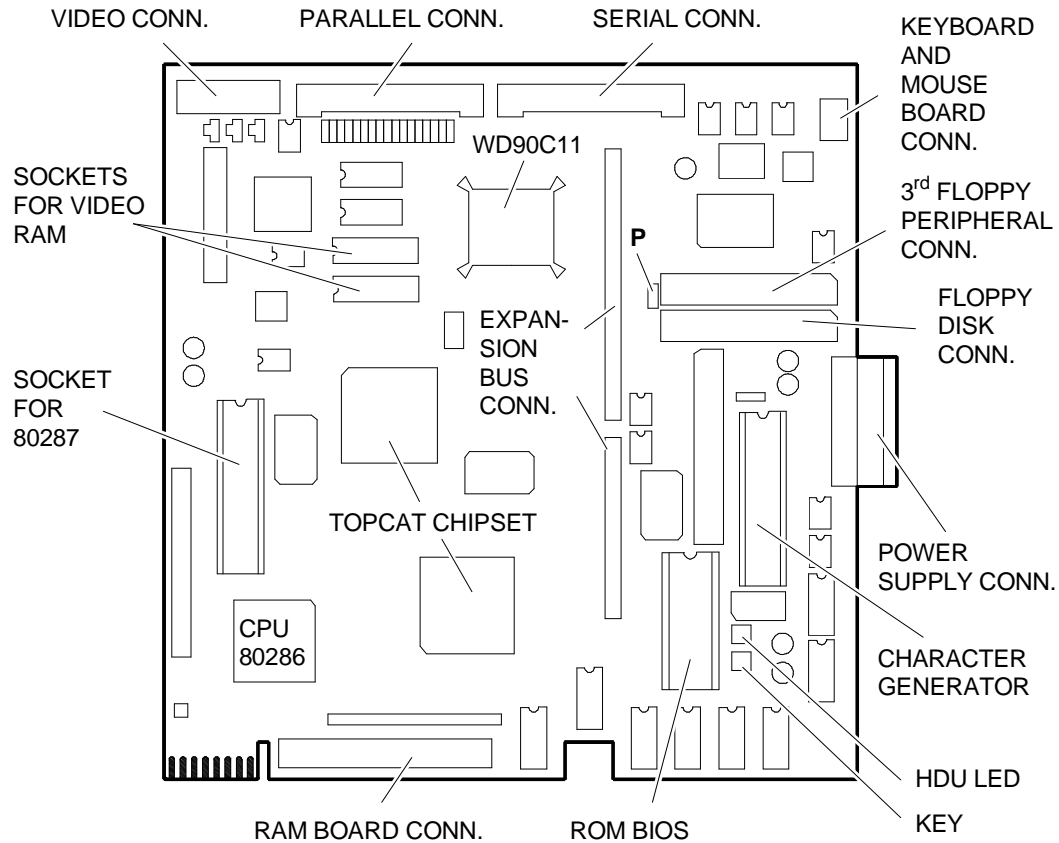 VIDEO CONN.
PARALLEL CONN.
SERIAL CONN.
KEYBOARD
AND
MOUSE
BOARD
CONN.
WD90C11
SOCKETS
FOR VIDEO
RAM
3rd FLOPPY
PERIPHERAL
CONN.
P
FLOPPY
DISK
CONN.
EXPAN-
SION
BUS
CONN.
SOCKET
FOR
80287
TOPCAT CHIPSET
POWER
SUPPLY CONN.
CPU
80286
CHARACTER
GENERATOR
HDU LED
KEY
RAM BOARD CONN.
ROM BIOS